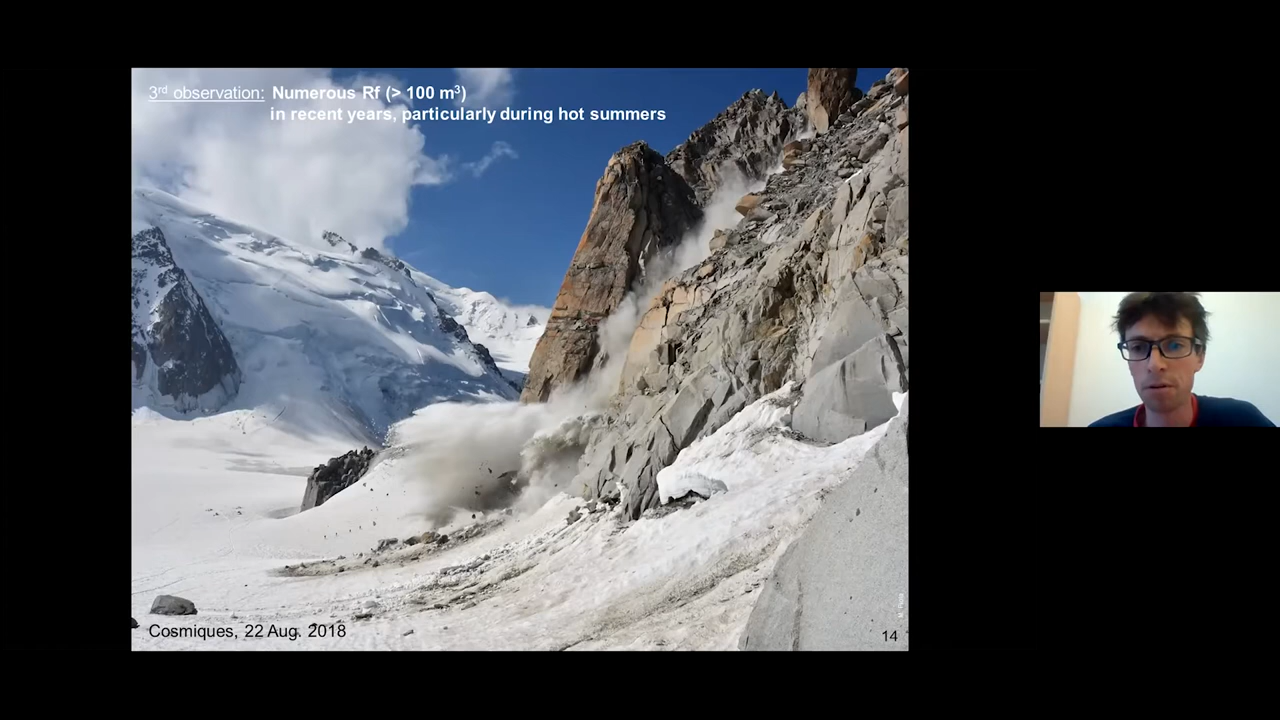 3rd observation: Numerous Rf (> 100 m³)
in recent years, particularly during hot summers
Cosmiques, 22 Aug. 2018
14